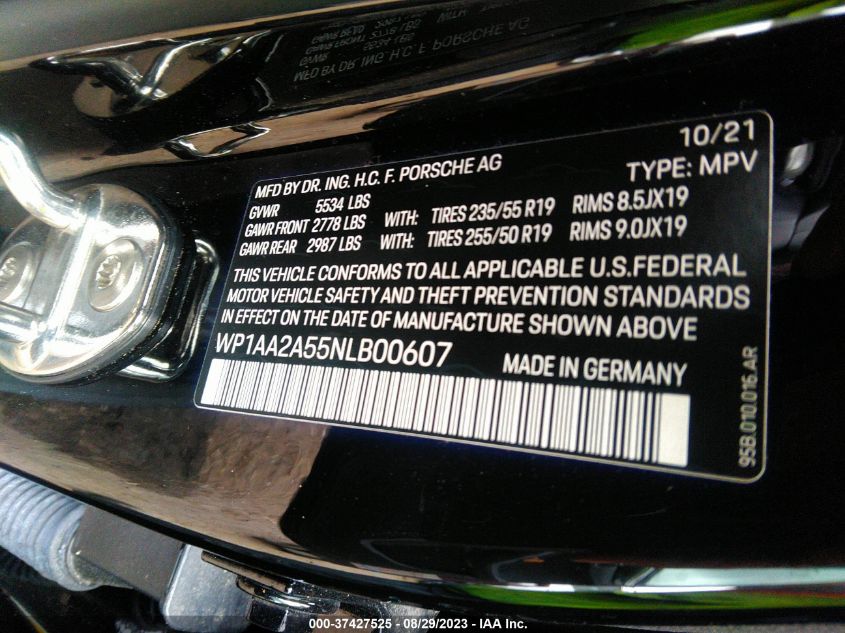 10/21
MFD BY DR. ING. H.C. F. PORSCHE AG TYPE: MPV
GVWR 5534 LBS
GAWR FRONT 2778 LBS WITH: TIRES 235/55 R19 RIMS 8.5JX19
GAWR REAR 2987 LBS WITH: TIRES 255/50 R19 RIMS 9.0JX19
THIS VEHICLE CONFORMS TO ALL APPLICABLE U.S.FEDERAL
MOTOR VEHICLE SAFETY AND THEFT PREVENTION STANDARDS
IN EFFECT ON THE DATE OF MANUFACTURE SHOWN ABOVE
WP1AA2A55NLB00607 MADE IN GERMANY
95B.010.016.AR
000-37427525 - 08/29/2023 - IAA Inc.